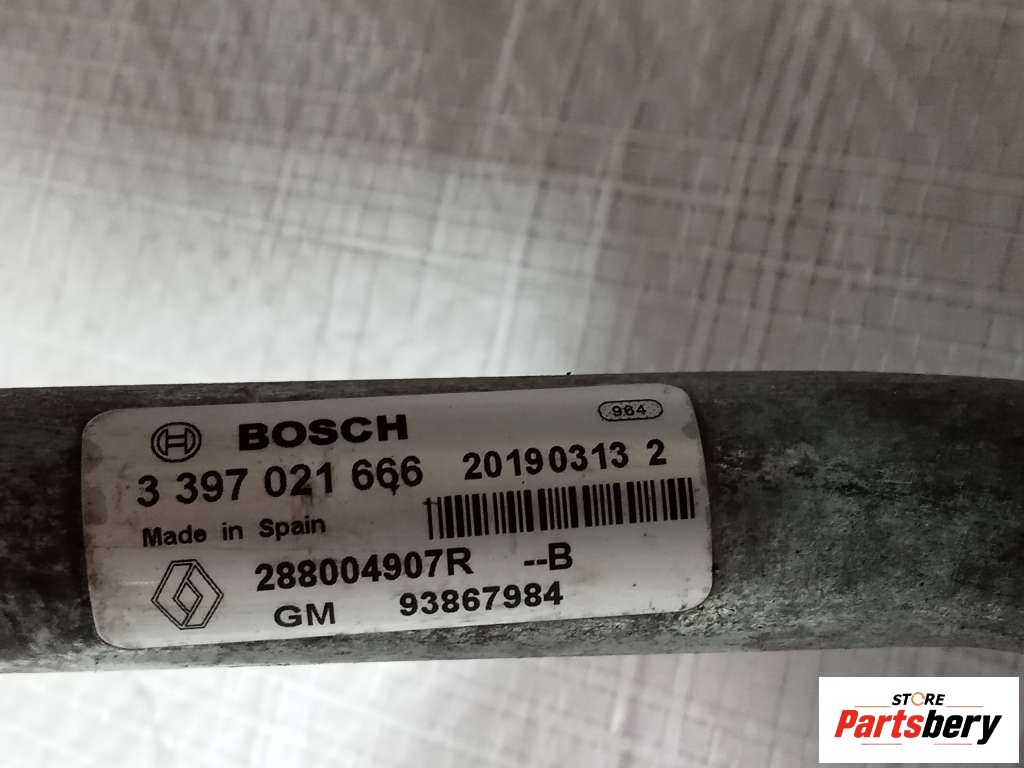 BOSCH
984
3 397 021 666
20190313 2
Made in Spain
288004907R --B
GM 93867984
STORE
Partsbery